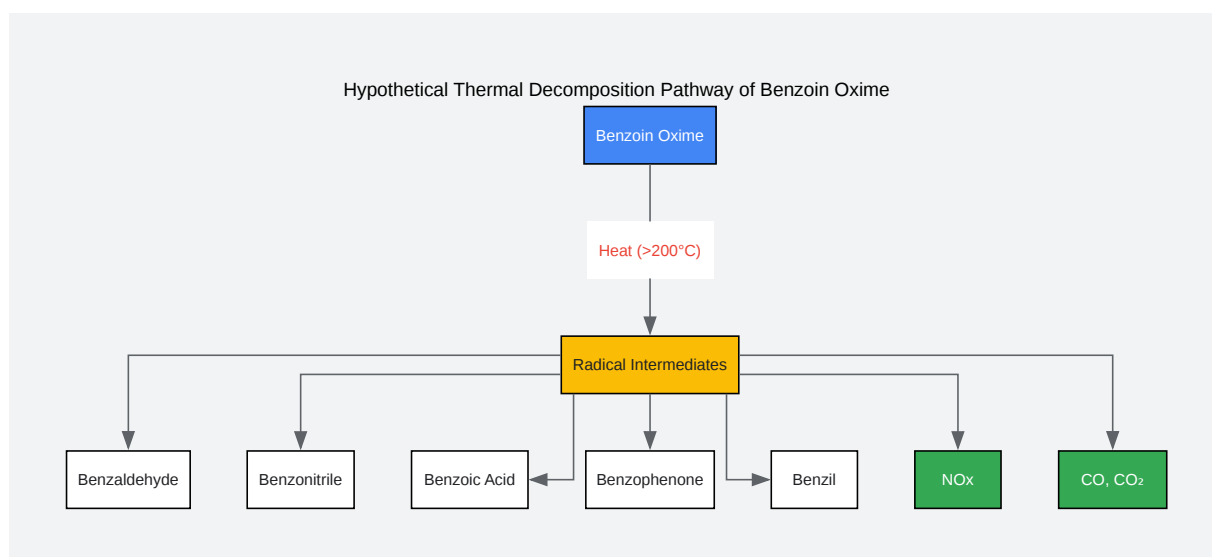 Hypothetical Thermal Decomposition Pathway of Benzoin Oxime
Benzoin Oxime
Heat (>200°C)
Radical Intermediates
Benzaldehyde
Benzonitrile
Benzoic Acid
Benzophenone
Benzil
NOx
CO, CO₂